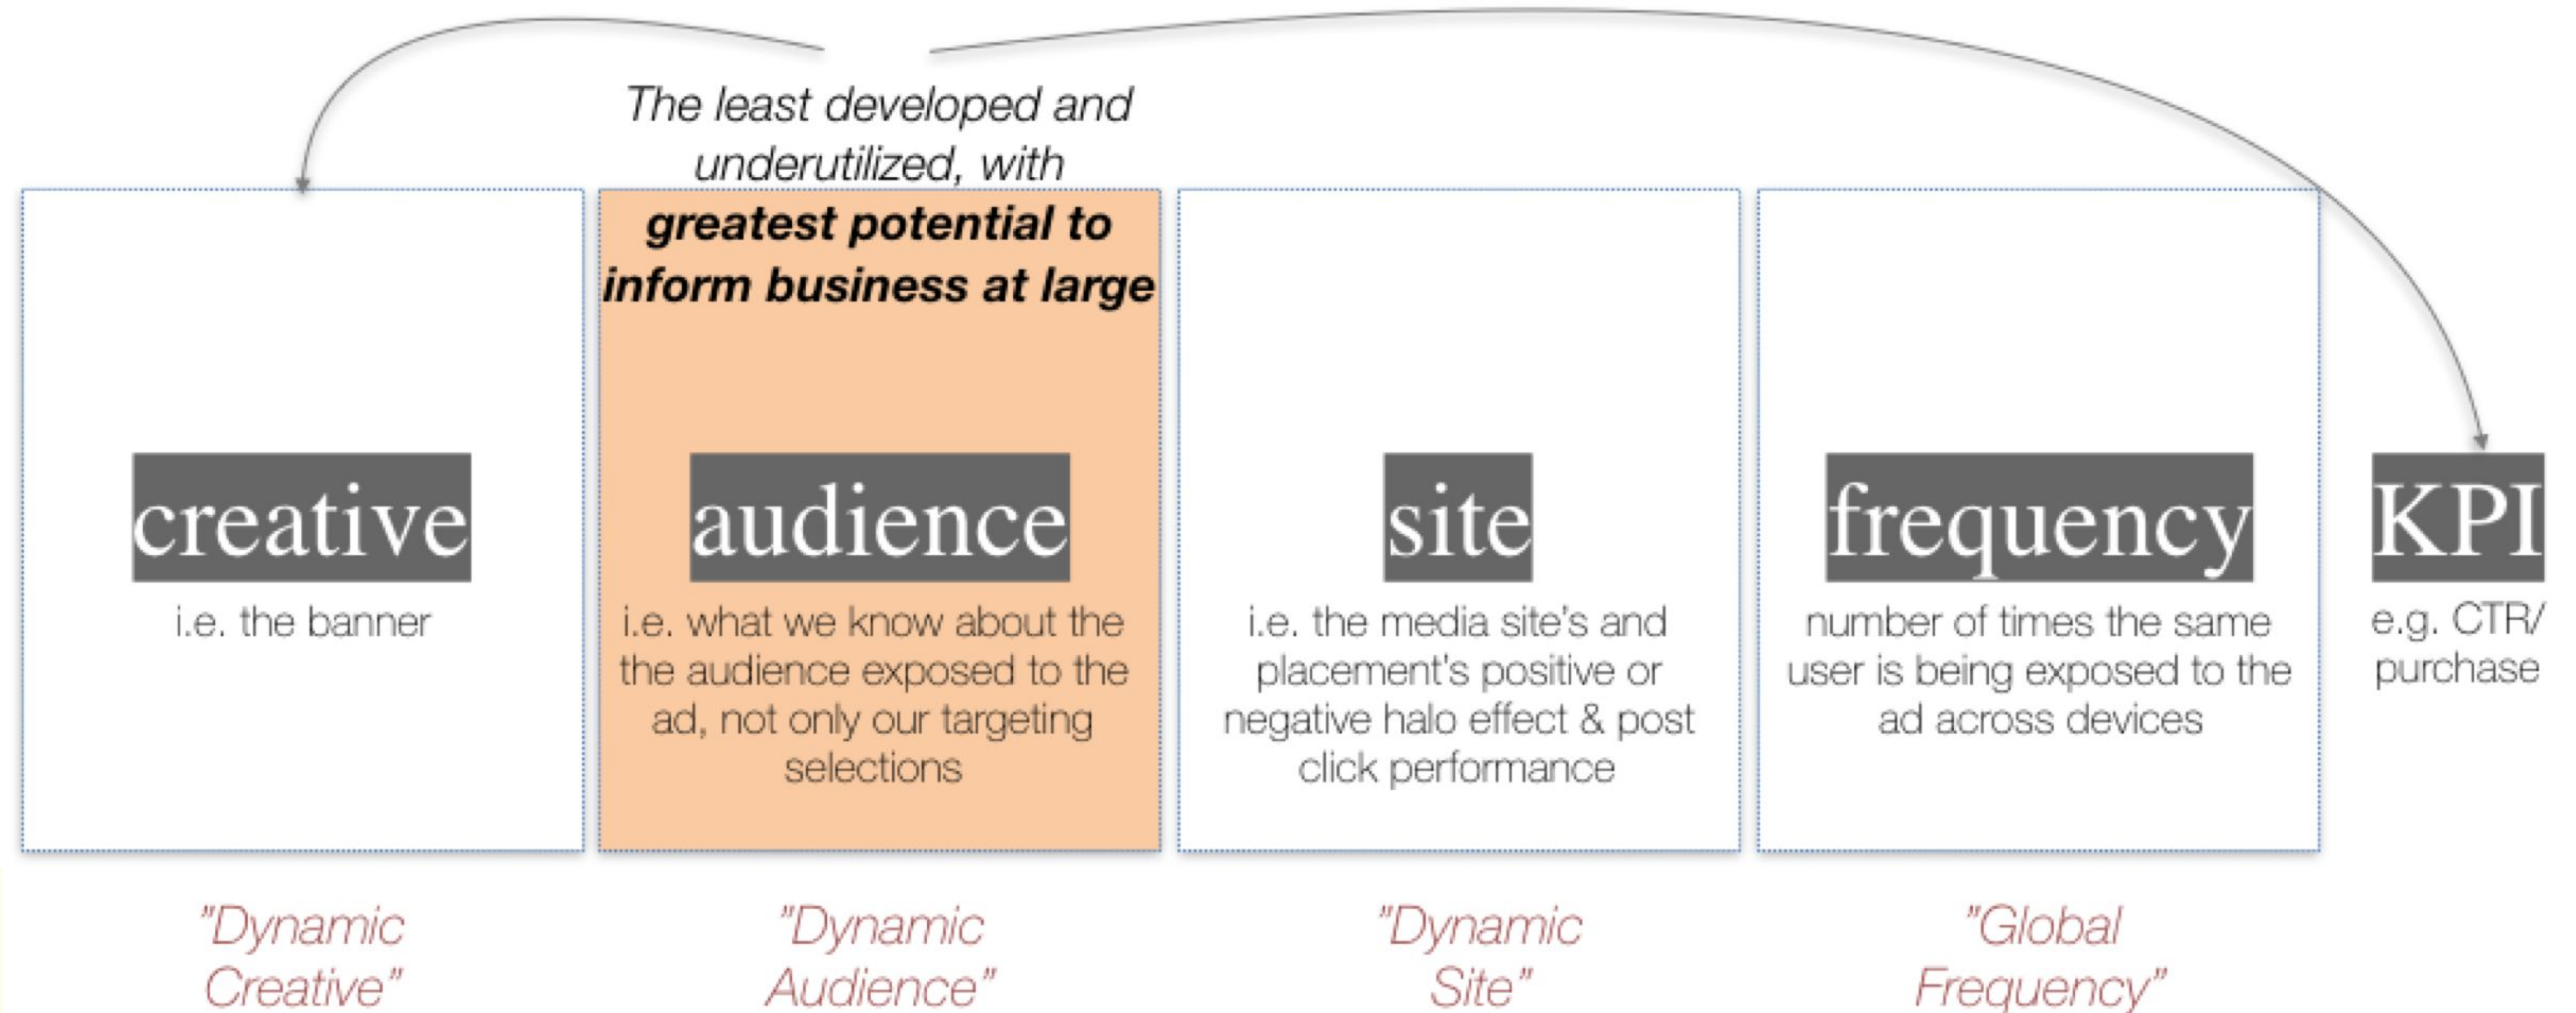 The least developed and
underutilized, with
greatest potential to
inform business at large
creative
i.e. the banner
audience
i.e. what we know about the
the audience exposed to the
ad, not only our targeting
selections
site
i.e. the media site's and
placement's positive or
negative halo effect & post
click performance
frequency
number of times the same
user is being exposed to the
ad across devices
KPI
e.g. CTR/
purchase
"Dynamic
Creative"
"Dynamic
Audience"
"Dynamic
Site"
"Global
Frequency"